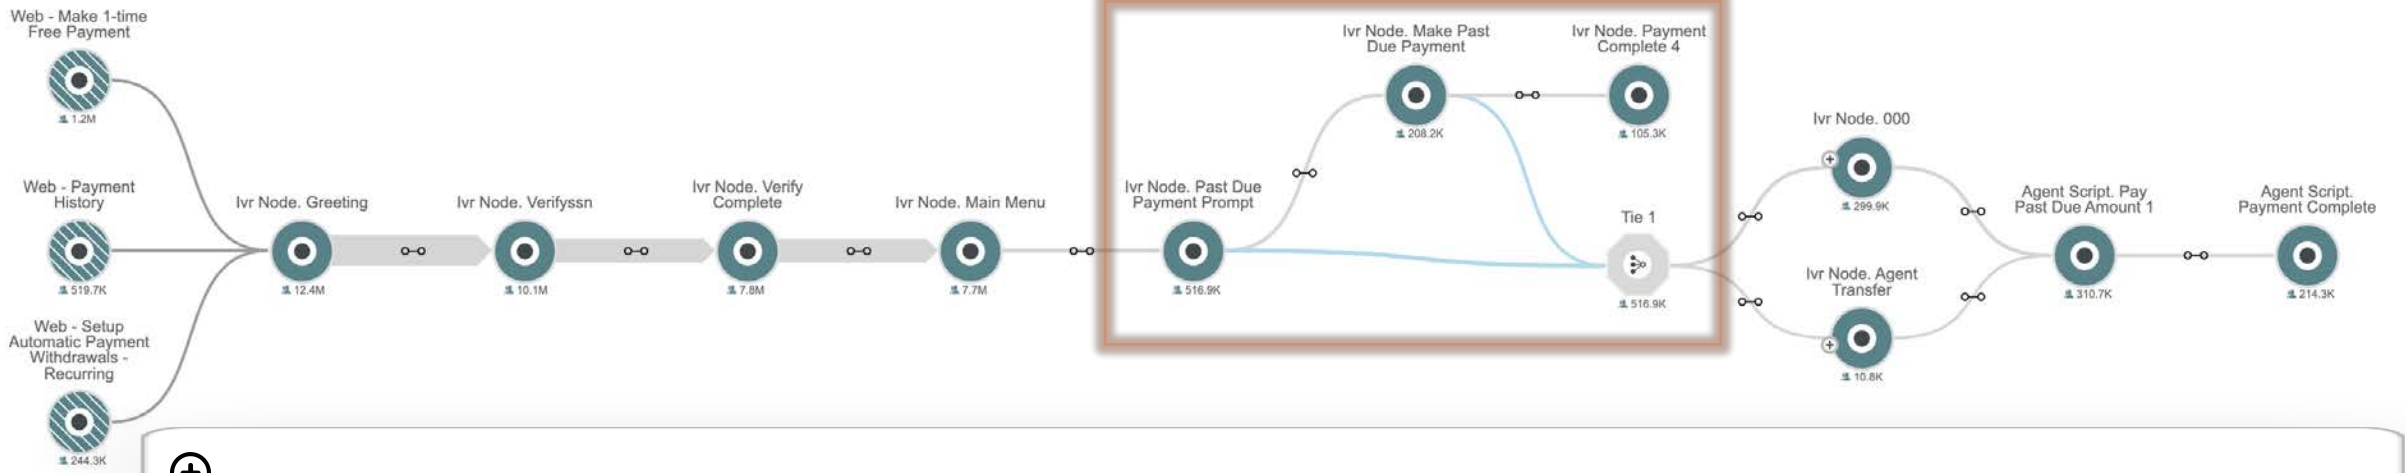 Web - Make 1-time
Free Payment
1.2M
Web - Payment
History
519.7K
Web - Setup
Automatic Payment
Withdrawals -
Recurring
244.3K
Ivr Node. Greeting
12.4M
Ivr Node. Verifyssn
10.1M
Ivr Node. Verify
Complete
7.8M
Ivr Node. Main Menu
7.7M
Ivr Node. Past Due
Payment Prompt
516.9K
Ivr Node. Make Past
Due Payment
208.2K
Ivr Node. Payment
Complete 4
105.3K
Tie 1
516.9K
Ivr Node. 000
299.9K
Ivr Node. Agent
Transfer
10.8K
Agent Script. Pay
Past Due Amount 1
310.7K
Agent Script.
Payment Complete
214.3K